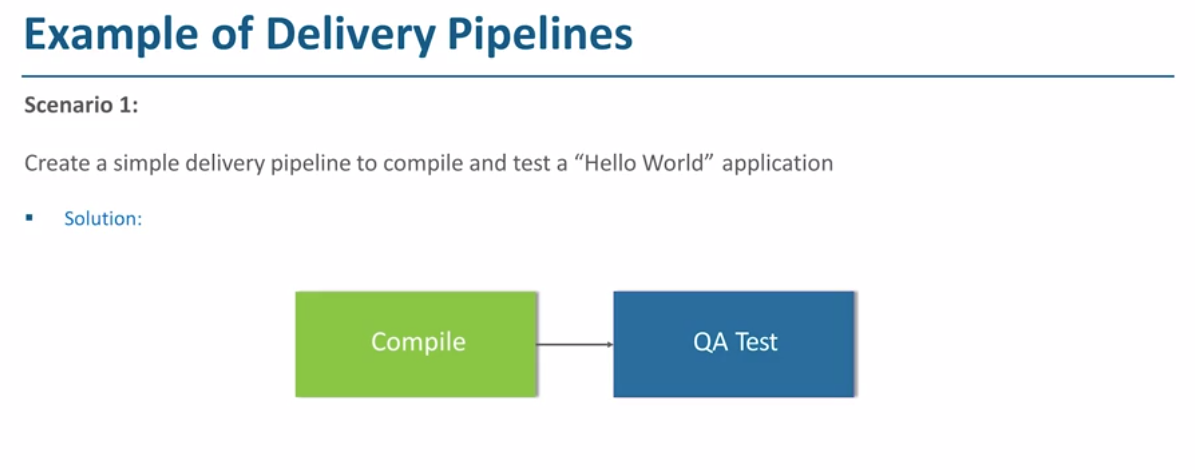 Example of Delivery Pipelines
Scenario 1:
Create a simple delivery pipeline to compile and test a “Hello World” application
▪ Solution:
Compile
QA Test